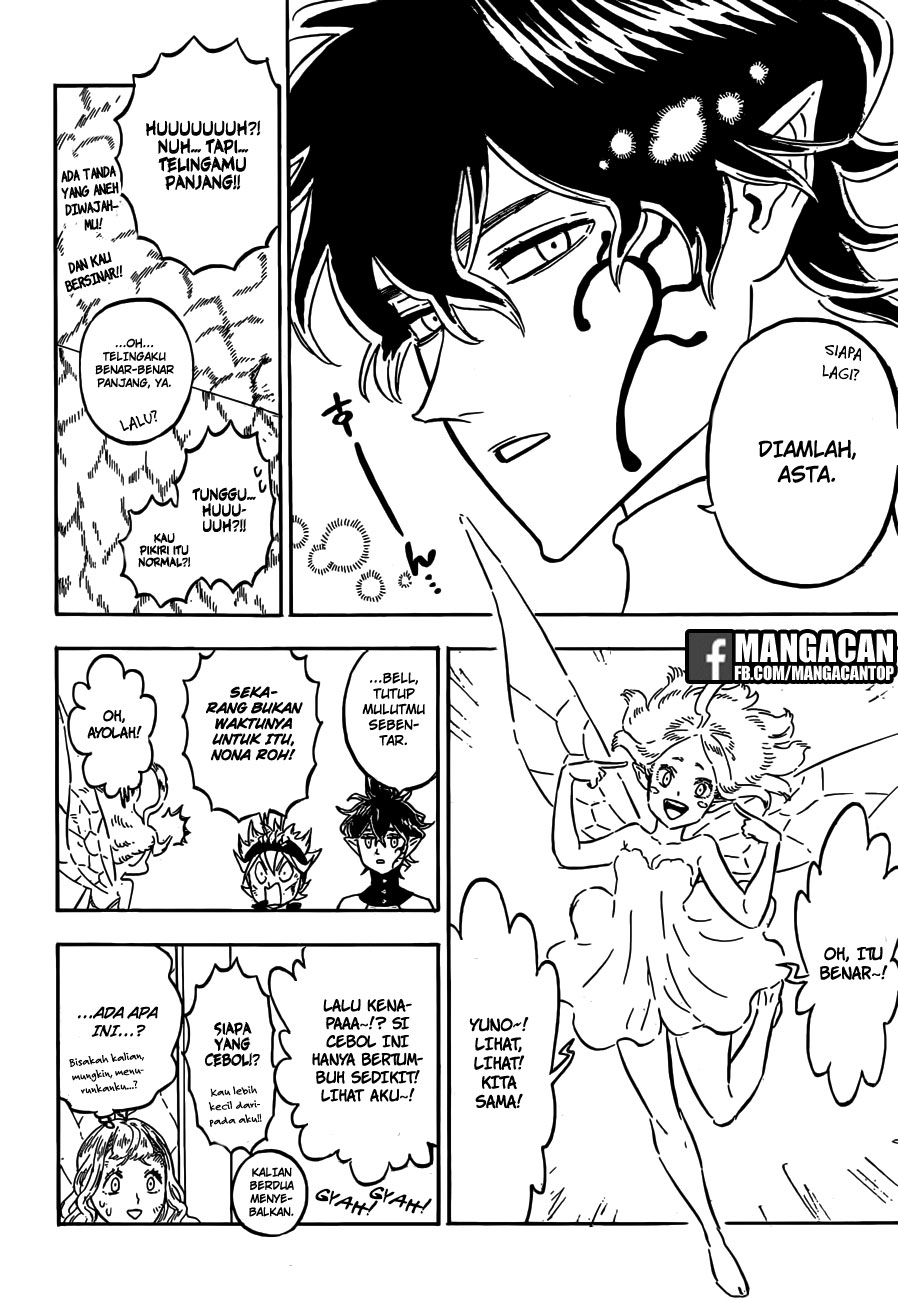 SIAPA
LAGI?
DIAMLAH,
ASTA.
す
ん
HUUUUUUUH?!
NUH... TAPI...
TELINGAMU
PANJANG!!
ADA TANDA
YANG ANEH
DIWAJAH-
MU!
DAN KAU
BERSINAR!!
...OH...
TELINGAKU
BENAR-BENAR
PANJANG, YA.
LALU?
TUNGGU...
HUUU-
UUH?!!
KAU
PIKIRI ITU
NORMAL?!
MANGACAN
FB.COM/MANGACANTOP
OH, ITU
BENAR~!
YUNO~!
LIHAT,
LIHAT!
KITA
SAMA!
...BELL,
TUTUP
MULUTMU
SEBEN-
TAR.
SEKA-
RANG BUKAN
WAKTUNYA
UNTUK ITU,
NONA ROH!
OH,
AYOLAH!
LALU KENA-
PAAA~!? SI
CEBOL INI
HANYA BERTUM-
BUH SEDIKIT!
LIHAT AKU~!
GYAH!
GYAH!
SIAPA
YANG
CEBOL!?
Kau lebih
kecil dari-
pada aku!!
KALIAN
BERDUA
MENYE-
BALKAN.
...ADA APA
INI...?
Bisakah kalian,
mungkin, menu-
runkanku...?